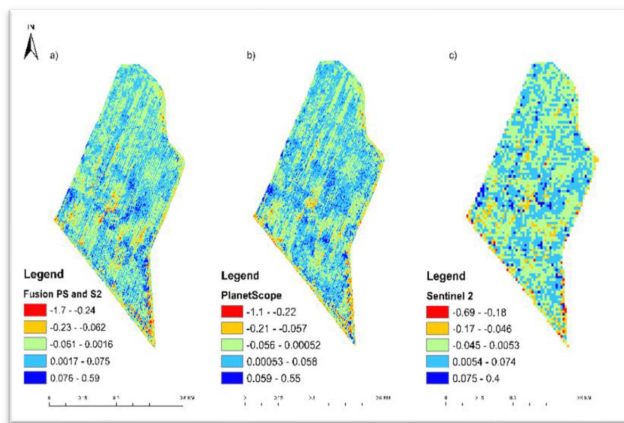 N
a)
b)
c)
Legend
Fusion PS and S2
-1.7 - -0.24
-0.23 - -0.062
-0.061 - 0.0016
0.0017 - 0.075
0.076 - 0.59
Legend
PlanetScope
-1.1 - -0.22
-0.21 - -0.057
-0.056 - 0.00052
0.00053 - 0.058
0.059 - 0.55
Legend
Sentinel 2
-0.69 - -0.18
-0.17 - -0.046
-0.045 - 0.0053
0.0054 - 0.074
0.075 - 0.4